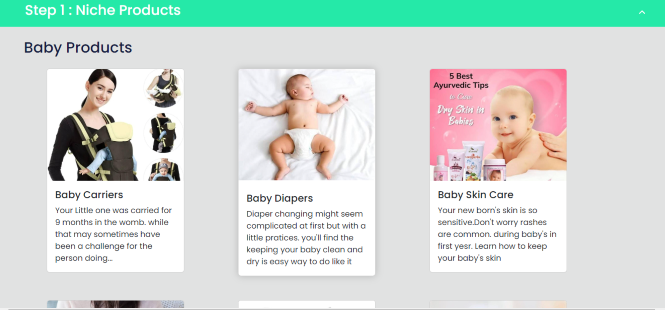 Step 1 : Niche Products
Baby Products
5 Best
Ayurvedic Tips
to Cure
Dry Skin in
Babies
Baby Carriers
Your Little one was carried for
9 months in the womb. while
that may sometimes have
been a challenge for the
person doing...
Baby Diapers
Diaper changing might seem
complicated at first but with a
little pratices. you'll find the
keeping your baby clean and
dry is easy way to do like it
Baby Skin Care
Your new born's skin is so
sensitive.Don't worry rashes
are common. during baby's in
first yesr. Learn how to keep
your baby's skin